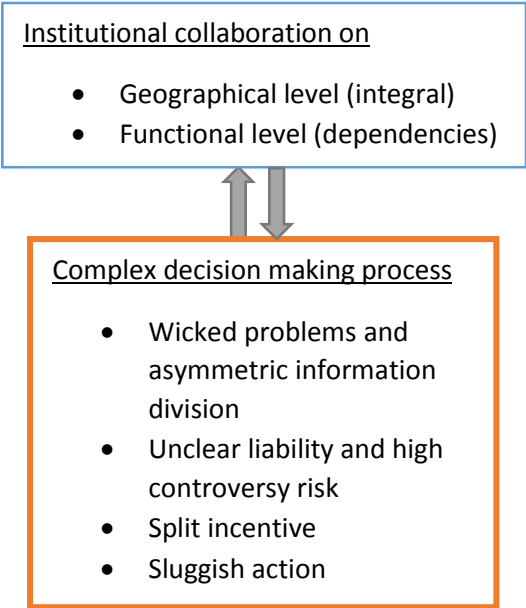 Institutional collaboration on
• Geographical level (integral)
• Functional level (dependencies)
Complex decision making process
• Wicked problems and
asymmetric information
division
• Unclear liability and high
controversy risk
• Split incentive
• Sluggish action